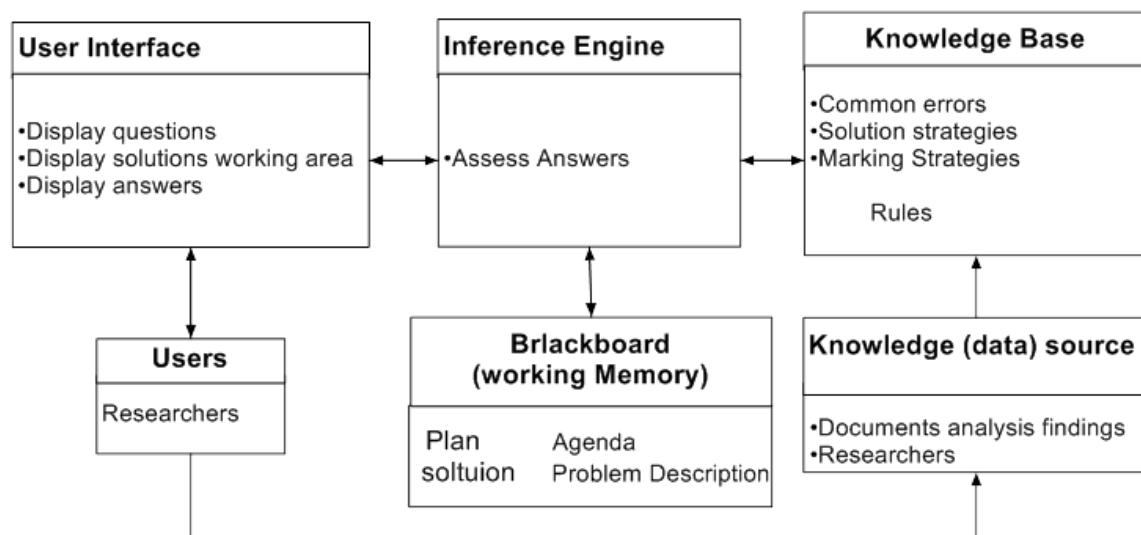 User Interface
•Display questions
•Display solutions working area
•Display answers
Inference Engine
•Assess Answers
Knowledge Base
•Common errors
•Solution strategies
•Marking Strategies
Rules
Users
Researchers
Brlackboard
(working Memory)
Plan
soltuion
Agenda
Problem Description
Knowledge (data) source
•Documents analysis findings
•Researchers